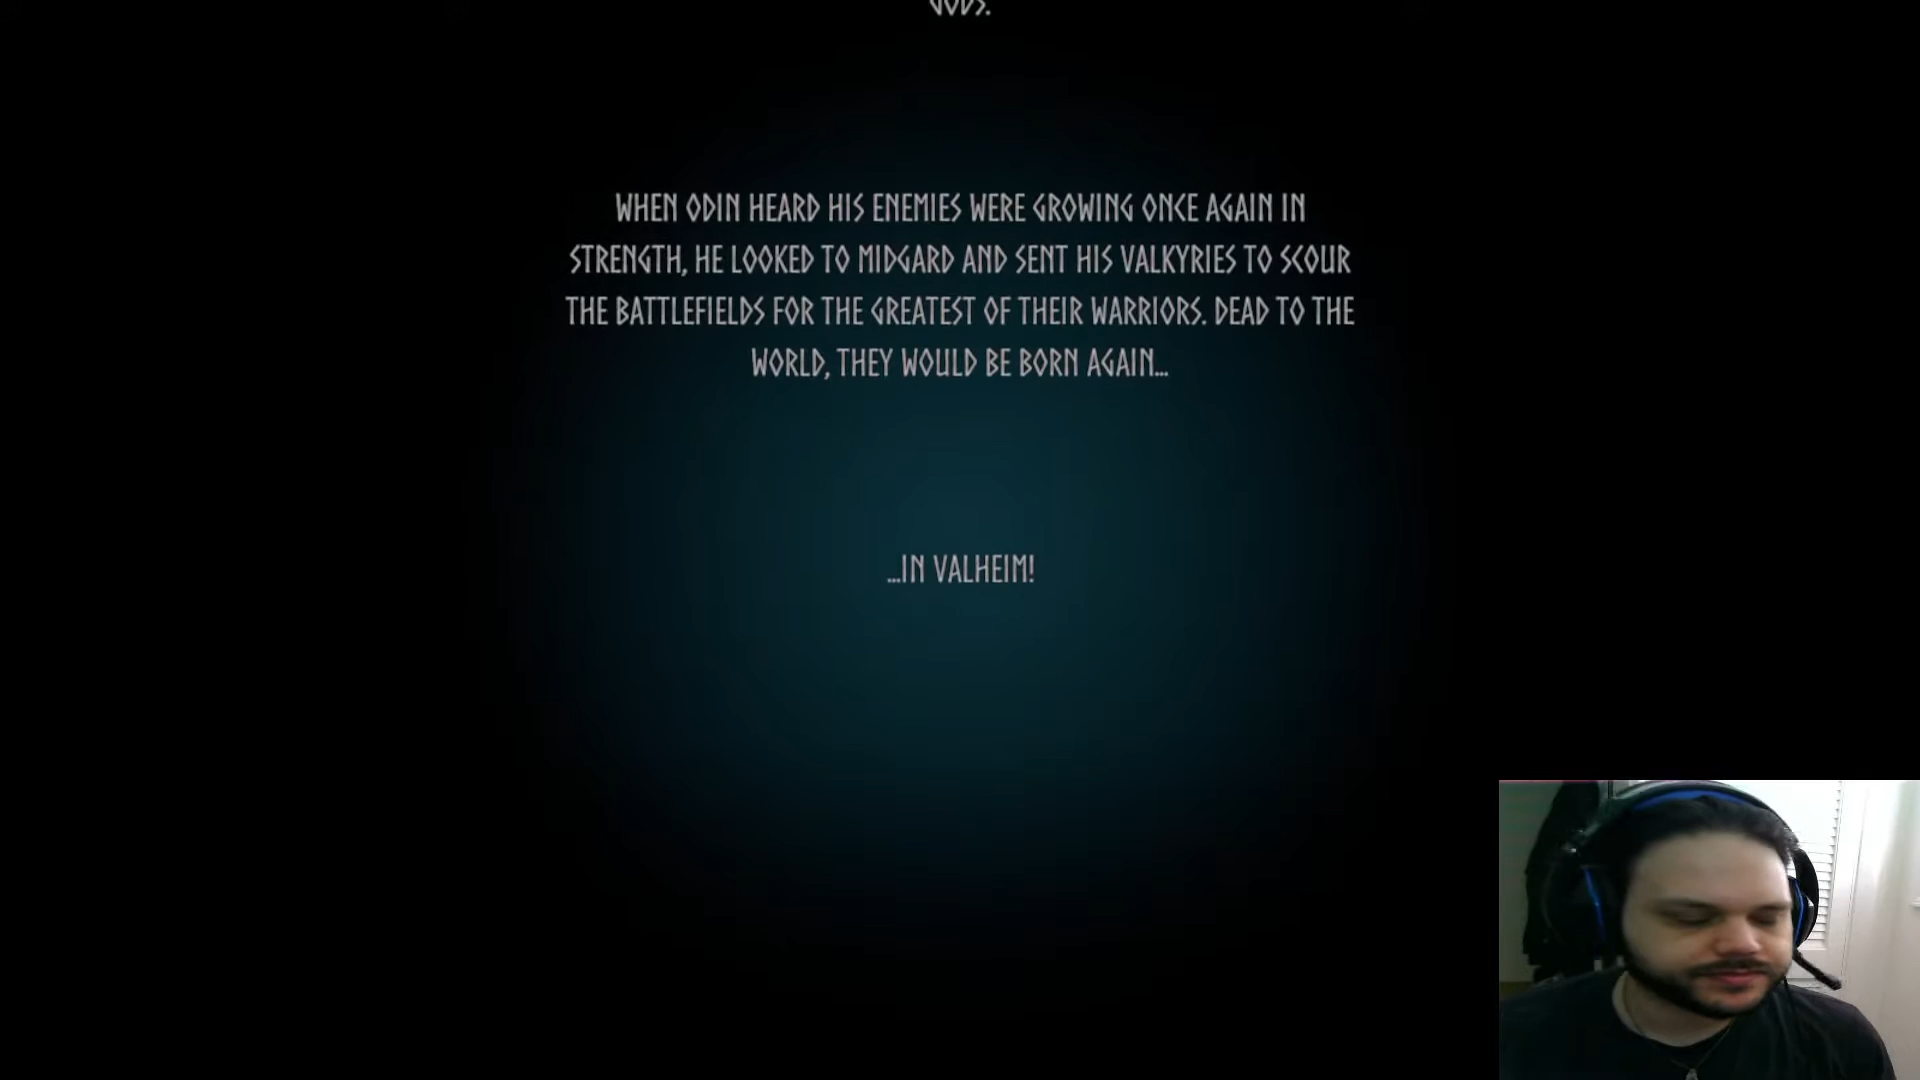 GODS.
WHEN ODIN HEARD HIS ENEMIES WERE GROWING ONCE AGAIN IN
STRENGTH, HE LOOKED TO MIDGARD AND SENT HIS VALKYRIES TO SCOUR
THE BATTLEFIELDS FOR THE GREATEST OF THEIR WARRIORS. DEAD TO THE
WORLD, THEY WOULD BE BORN AGAIN...
...IN VALHEIM!